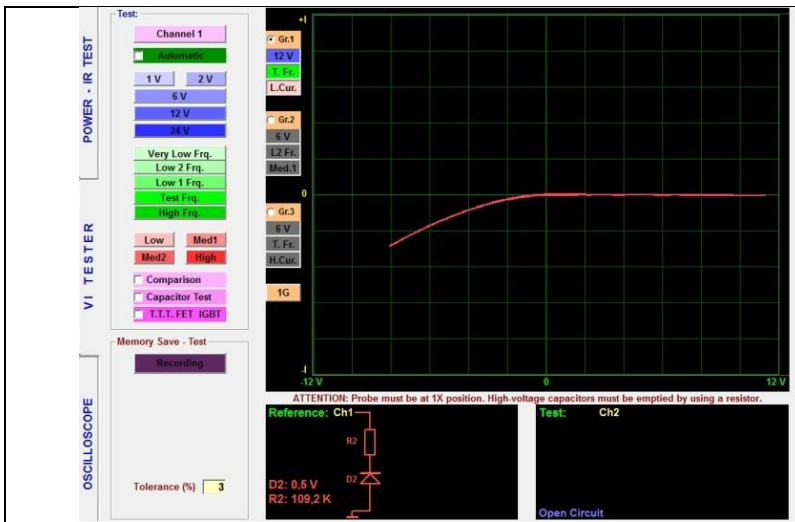 POWER - IR TEST
VI TESTER
OSCILLOSCOPE
Test:
Channel 1
Automatic
1 V 2 V
6 V
12 V
24 V
Very Low Frq.
Low 2 Frq.
Low 1 Frq.
Test Frq.
High Frq.
Low Med1
Med2 High
Comparison
Capacitor Test
T.T.T. FET IGBT
Memory Save - Test
Recording
Tolerance (%) 3
Gr.1
12 V
T. Fr.
L.Cur.
Gr.2
6 V
L2 Fr.
Med.1
Gr.3
6 V
T. Fr.
H.Cur.
1G
+I
0
-I
-12 V 0 12 V
ATTENTION: Probe must be at 1X position. High-voltage capacitors must be emptied by using a resistor.
Reference: Ch1
R2
D2
D2: 0,5 V
R2: 109,2 K
Test: Ch2
Open Circuit